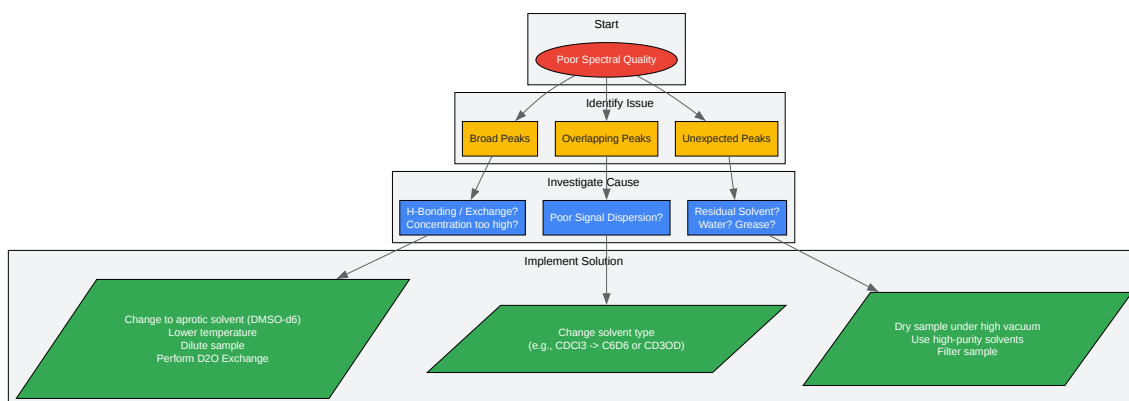 Start
Poor Spectral Quality
Identify Issue
Broad Peaks
Overlapping Peaks
Unexpected Peaks
Investigate Cause
H-Bonding / Exchange?
Concentration too high?
Poor Signal Dispersion?
Residual Solvent?
Water? Grease?
Implement Solution
Change to aprotic solvent (DMSO-d6)
Lower temperature
Dilute sample
Perform D2O Exchange
Change solvent type
(e.g., CDCl3 -> C6D6 or CD3OD)
Dry sample under high vacuum
Use high-purity solvents
Filter sample